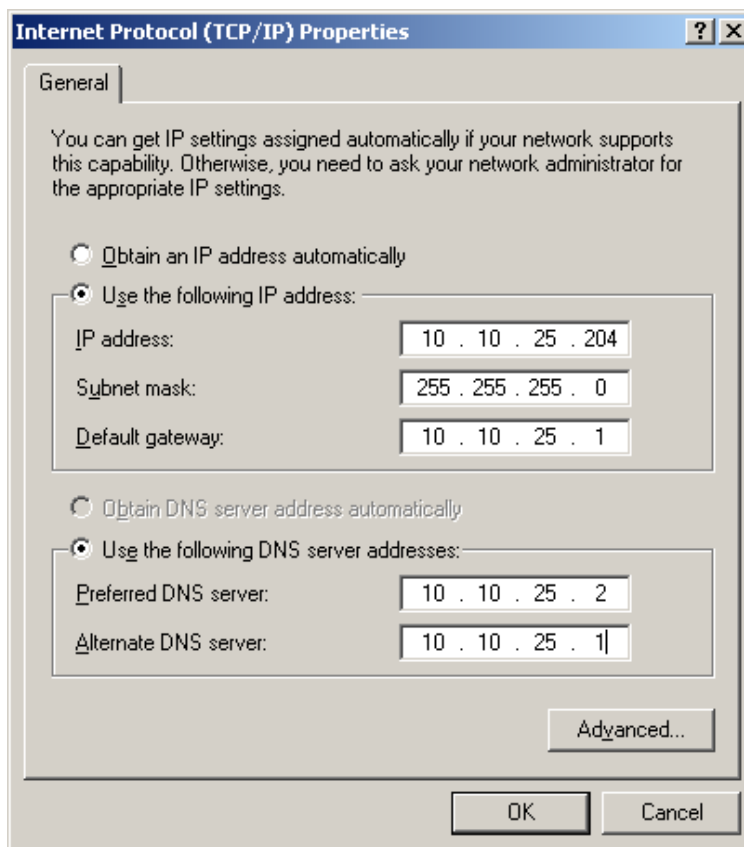 Internet Protocol (TCP/IP) Properties
General
You can get IP settings assigned automatically if your network supports
this capability. Otherwise, you need to ask your network administrator for
the appropriate IP settings.
Obtain an IP address automatically
Use the following IP address:
IP address: 10 . 10 . 25 . 204
Subnet mask: 255 . 255 . 255 . 0
Default gateway: 10 . 10 . 25 . 1
Obtain DNS server address automatically
Use the following DNS server addresses:
Preferred DNS server: 10 . 10 . 25 . 2
Alternate DNS server: 10 . 10 . 25 . 1
Advanced...
OK Cancel